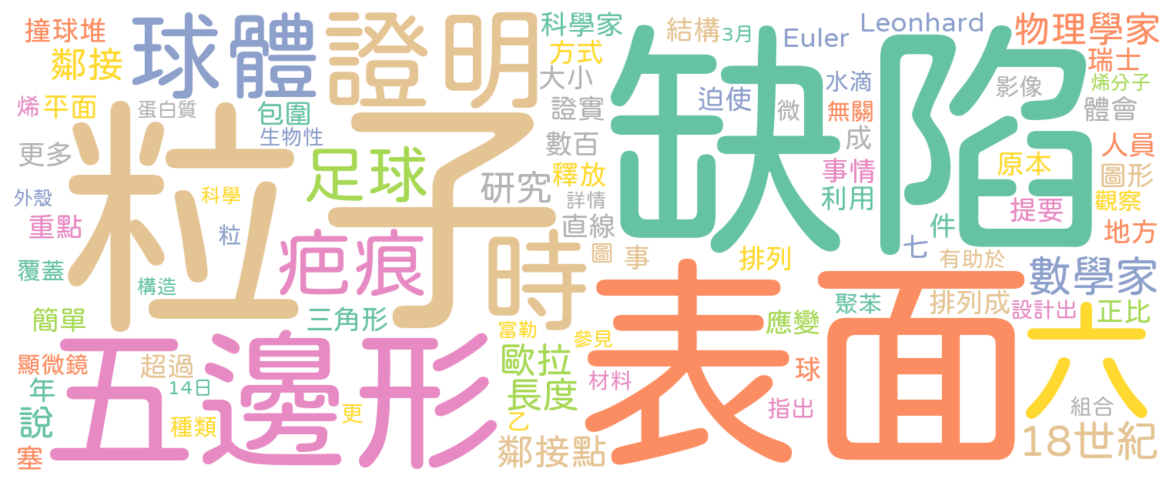 撞球堆
球體
證明
科學家
結構
3月
Euler
Leonhard
物理學家
鄰接
方式
大小
缺陷
瑞士
烯
平面
蛋白質
包圍
證實
迫使
微
水滴
影像
烯分子
生物性
無關
體會
更多
粒子
足球
數百
成
原本
人員
外殼
科學
研究
釋放
事情
圖形
利用
提要
觀察
重點
粒
疤痕
詳情
直線
件
地方
時
圖
事
排列
七
有助於
覆蓋
構造
表面
數學家
簡單
三角形
富勒
參見
應變
聚苯
排列成
設計出
正比
五邊形
六
顯微鏡
超過
歐拉
球
年
14日
長度
材料
指出
組合
說
種類
更
乙
塞
鄰接點
18世紀